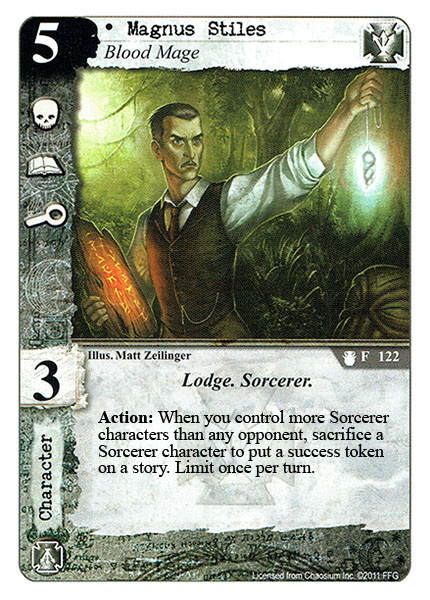 5
• Magnus Stiles
Blood Mage
Illus. Matt Zeilinger
F 122
3
Lodge. Sorcerer.
Action: When you control more Sorcerer
characters than any opponent, sacrifice a
Sorcerer character to put a success token
on a story. Limit once per turn.
Character
Licensed from Chaosium Inc. ©2011 FFG